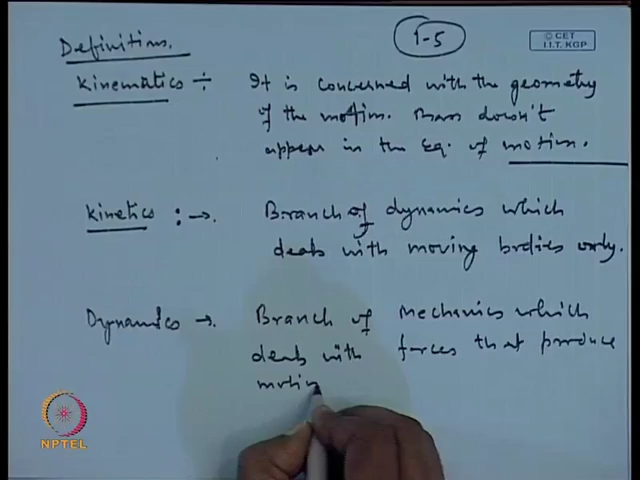 Definition.
1-5
© CET
I.I.T. KGP
Kinematics ÷ It is concerned with the geometry
of the motion. Mass doesn't
appear in the Eq. of motion.
Kinetics :→. Branch of dynamics which
deals with moving bodies only.
Dynamics →. Branch of Mechanics which
deals with forces that produce
motion
NPTEL